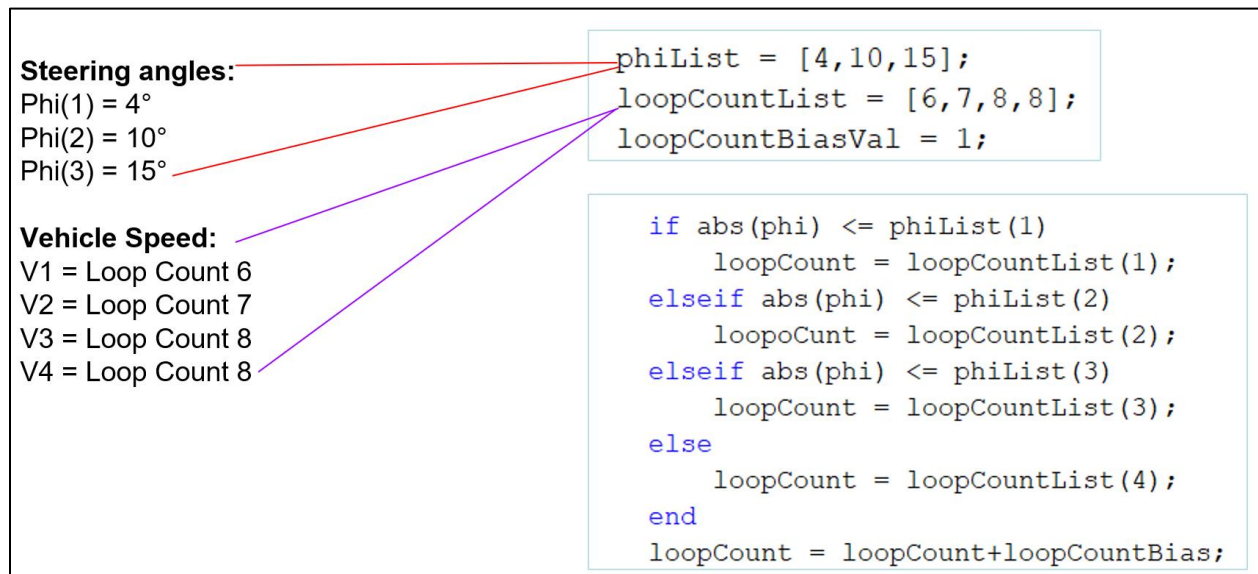 Steering angles:
Phi(1) = 4°
Phi(2) = 10°
Phi(3) = 15°
Vehicle Speed:
V1 = Loop Count 6
V2 = Loop Count 7
V3 = Loop Count 8
V4 = Loop Count 8
phiList = [4,10,15];
loopCountList = [6,7,8,8];
loopCountBiasVal = 1;
if abs(phi) <= phiList(1)
loopCount = loopCountList(1);
elseif abs(phi) <= phiList(2)
loopoCunt = loopCountList(2);
elseif abs(phi) <= phiList(3)
loopCount = loopCountList(3);
else
loopCount = loopCountList(4);
end
loopCount = loopCount+loopCountBias;